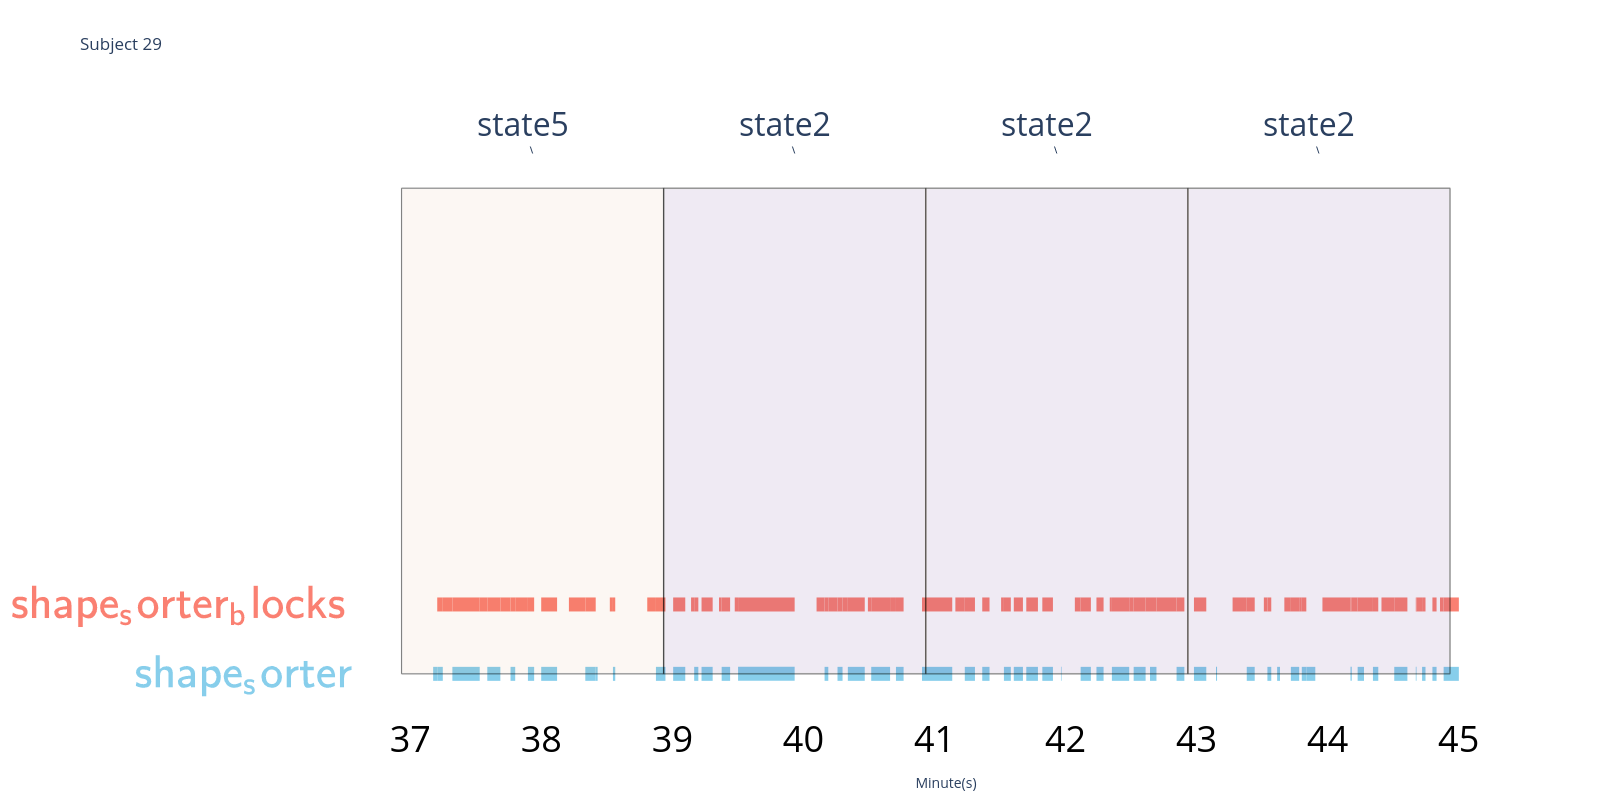 Subject 29
state5 state2 state2 state2
shapesorterblocks
shapesorter
37 38 39 40 41 42 43 44 45
Minute(s)